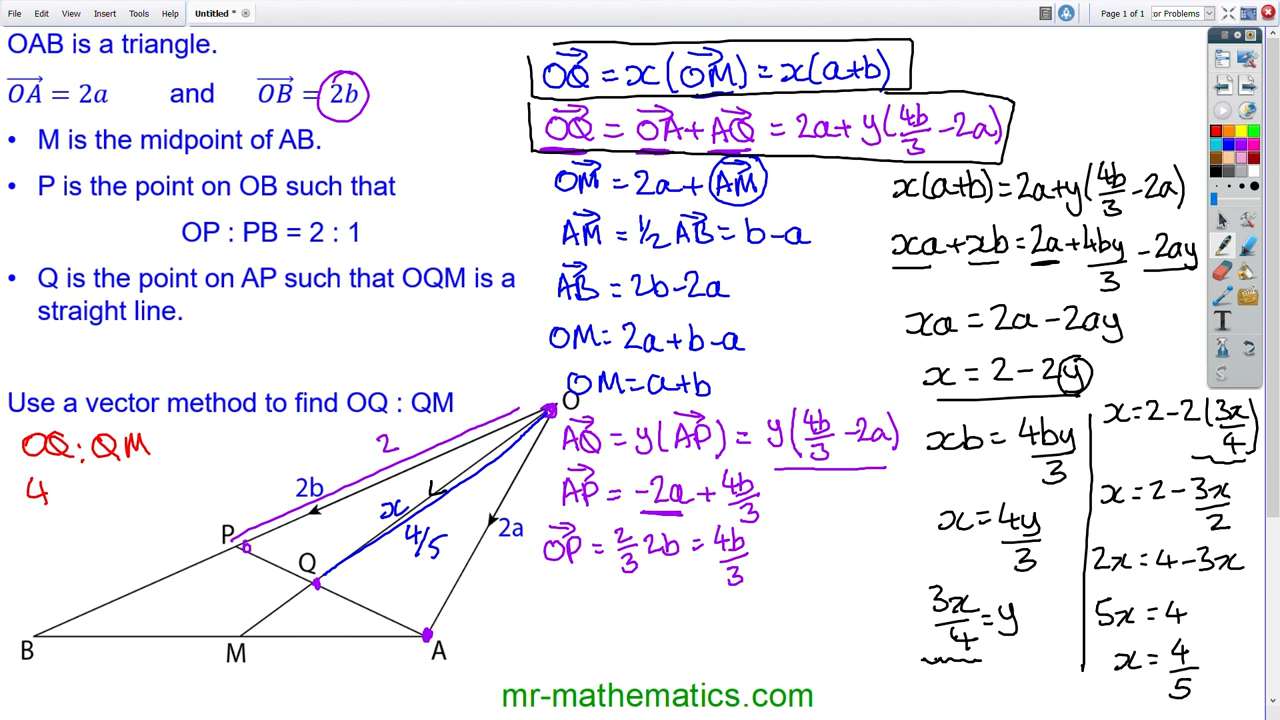 File Edit View Insert Tools Help Untitled * Page 1 of 1 or Problems
OAB is a triangle.
OA⃗ = 2a and OB⃗ = 2b
• M is the midpoint of AB.
• P is the point on OB such that
OP : PB = 2 : 1
• Q is the point on AP such that OQM is a
straight line.
Use a vector method to find OQ : QM
OQ : QM
4
O
2
2b
x
4/5
2a
P
Q
B
M
A
OQ⃗ = x(OM⃗) = x(a+b)
OQ⃗ = OA⃗ + AQ⃗ = 2a + y(4b/3 - 2a)
OM⃗ = 2a + AM⃗
AM⃗ = 1/2 AB⃗ = b - a
AB⃗ = 2b - 2a
OM = 2a + b - a
OM = a + b
AQ⃗ = y(AP⃗) = y(4b/3 - 2a)
AP⃗ = -2a + 4b/3
OP⃗ = 2/3 2b = 4b/3
x(a+b) = 2a + y(4b/3 - 2a)
xa + xb = 2a + 4by/3 - 2ay
xa = 2a - 2ay
x = 2 - 2y
xb = 4by/3
x = 4y/3
3x/4 = y
x = 2 - 2(3x/4)
x = 2 - 3x/2
2x = 4 - 3x
5x = 4
x = 4/5
mr-mathematics.com